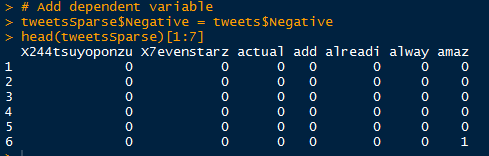 > # Add dependent variable
> tweetsSparse$Negative = tweets$Negative
> head(tweetsSparse)[1:7]
X244tsuyoponzu X7evenstarz actual add alreadi alway amaz
1 0 0 0 0 0 0 0
2 0 0 0 0 0 0 0
3 0 0 0 0 0 0 0
4 0 0 0 0 0 0 0
5 0 0 0 0 0 0 0
6 0 0 0 0 0 0 1
>